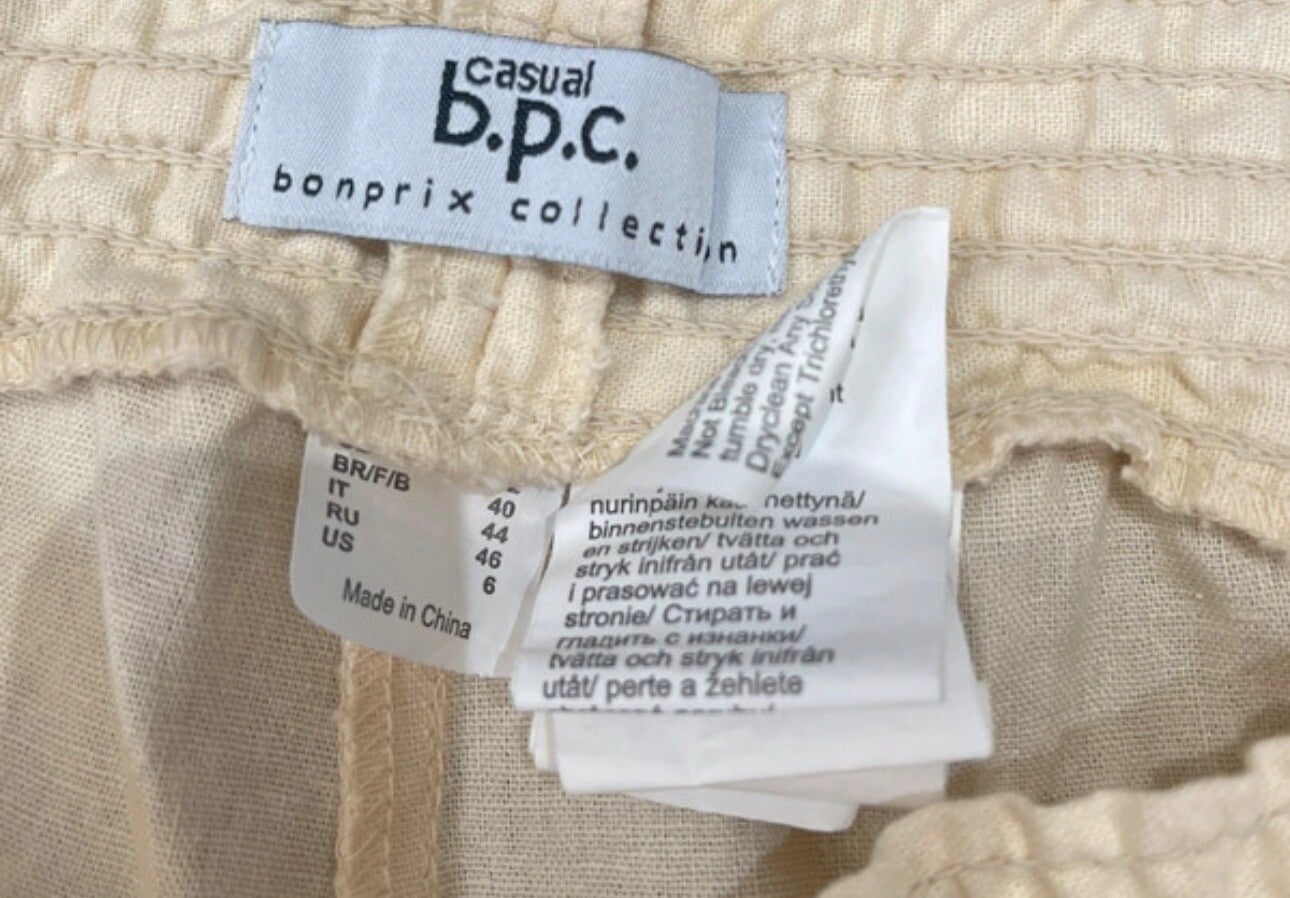 casual
b.p.c.
bonprix collection
BR/F/B
IT 40
RU 44
US 46
6
Made in China
Not
tumble dry,
Dryclean Any
Except
nurinpäin nettynä/
binnenstebuiten wassen
en strijken/ tvätta och
stryk inifrån utåt/ prać
i prasować na lewej
stronie/ Стирать и
гладить с изнанки/
tvätta och stryk inifrån
utåt/ perte a žehlete